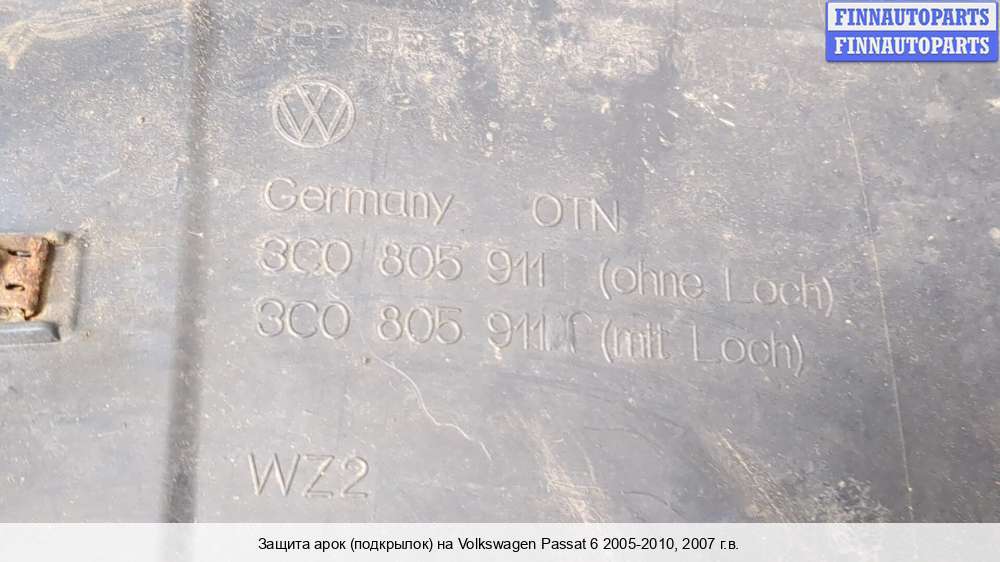 FINNAUTOPARTS
FINNAUTOPARTS
Germany OTN
3C0 805 911 (ohne Loch)
3C0 805 911 (mit Loch)
WZ2
Защита арок (подкрылок) на Volkswagen Passat 6 2005-2010, 2007 г.в.